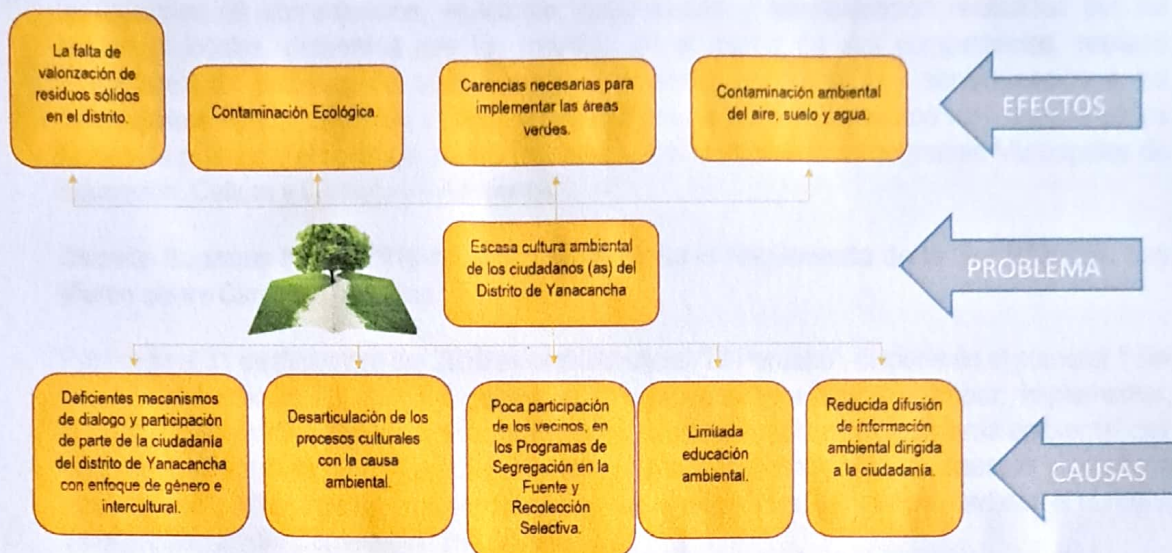 La falta de
valorización de
residuos sólidos
en el distrito.
Contaminación Ecológica.
Carencias necesarias para
implementar las áreas
verdes.
Contaminación ambiental
del aire, suelo y agua.
EFECTOS
Escasa cultura ambiental
de los ciudadanos (as) del
Distrito de Yanacancha
PROBLEMA
Deficientes mecanismos
de dialogo y participación
de parte de la ciudadanía
del distrito de Yanacancha
con enfoque de género e
intercultural.
Desarticulación de los
procesos culturales
con la causa
ambiental.
Poca participación
de los vecinos, en
los Programas de
Segregación en la
Fuente y
Recolección
Selectiva.
Limitada
educación
ambiental.
Reducida difusión
de información
ambiental dirigida
a la ciudadanía.
CAUSAS